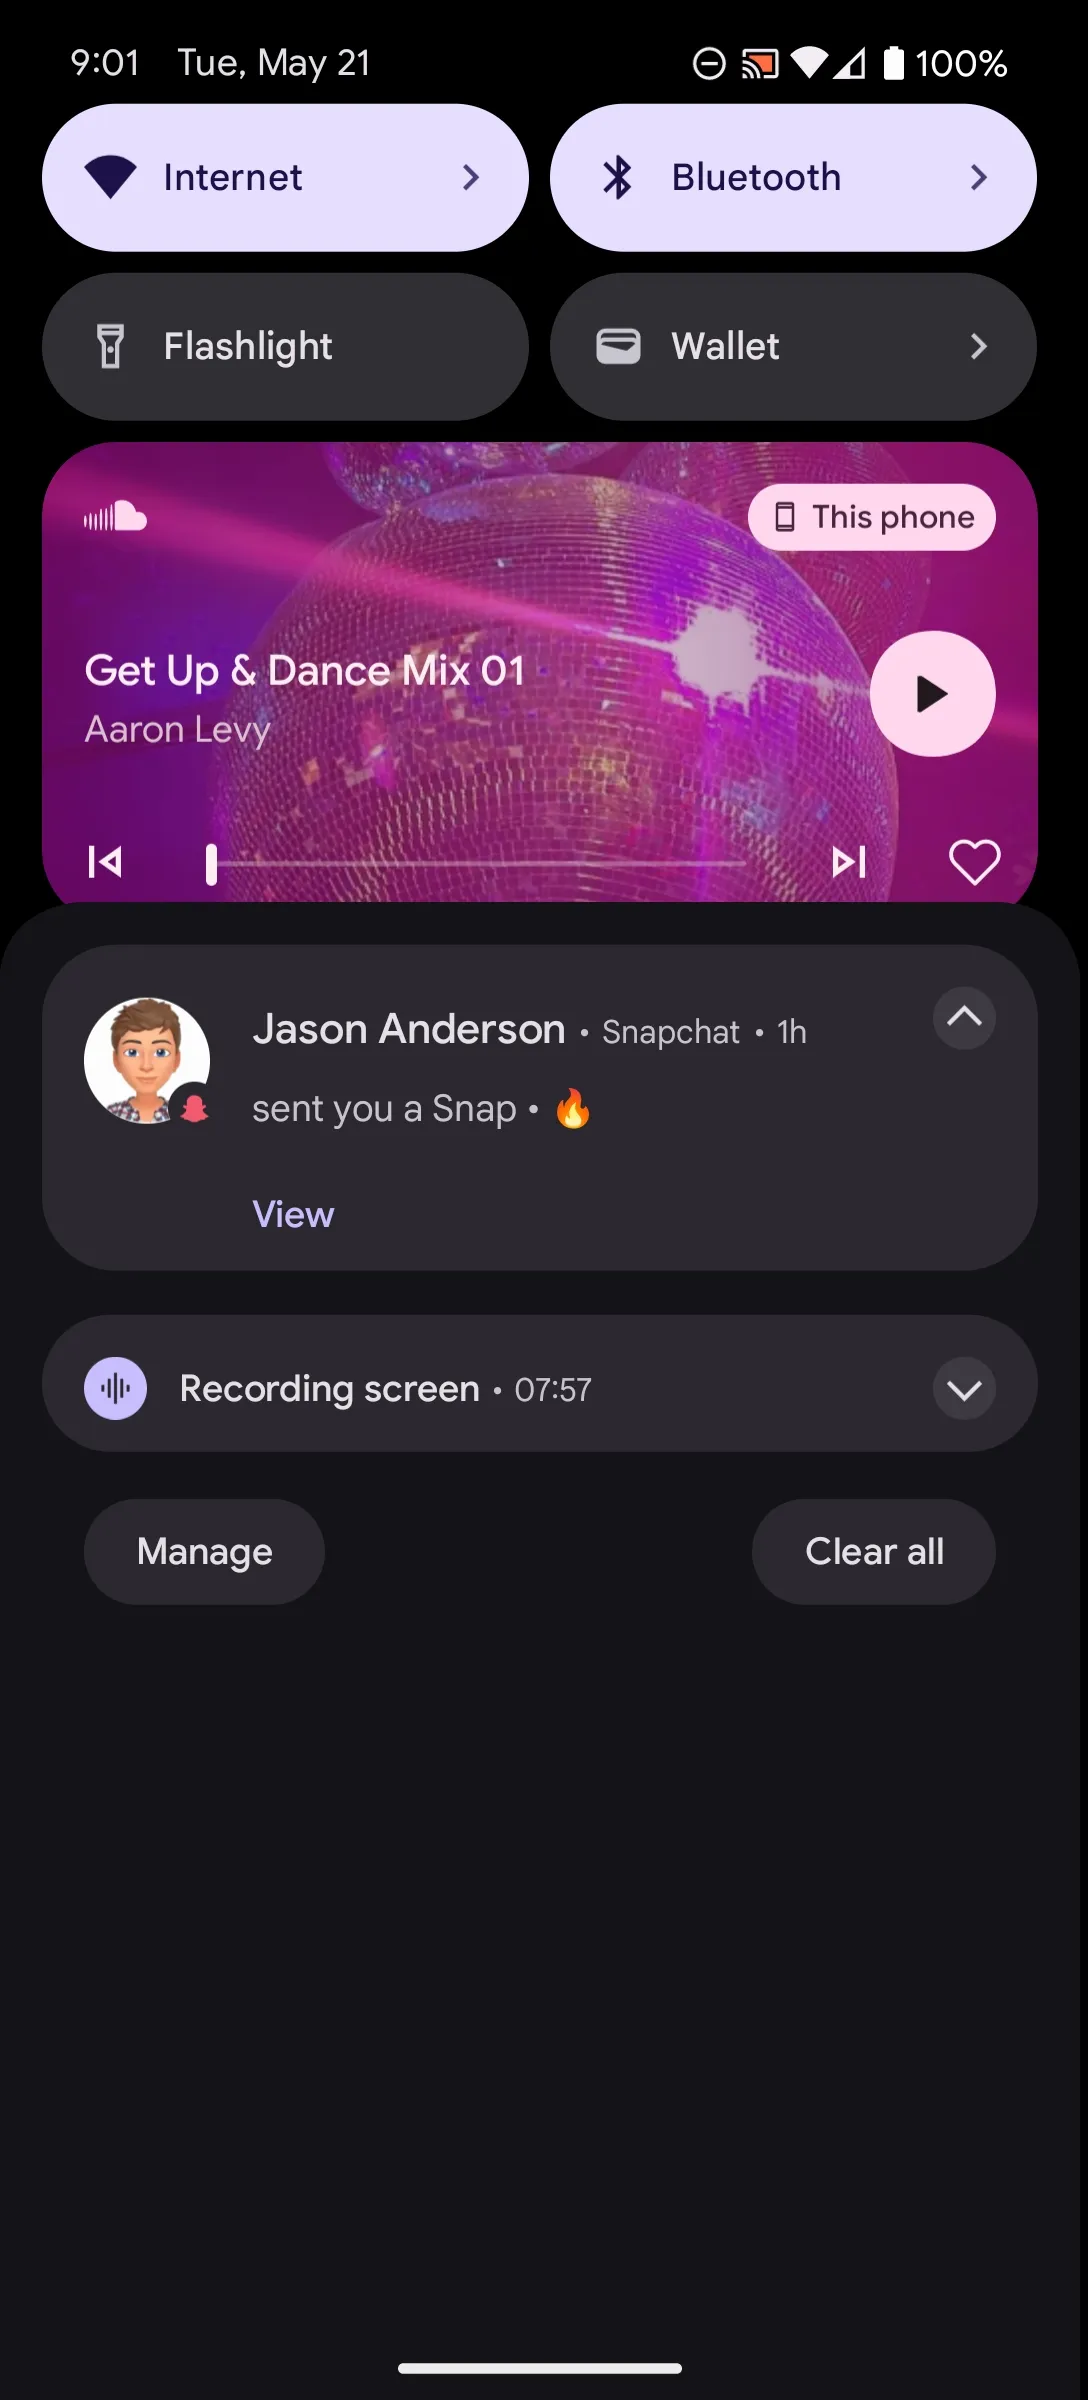 9:01 Tue, May 21 100%
Internet Bluetooth
Flashlight Wallet
This phone
Get Up & Dance Mix 01
Aaron Levy
Jason Anderson • Snapchat • 1h
sent you a Snap • 🔥
View
Recording screen • 07:57
Manage Clear all